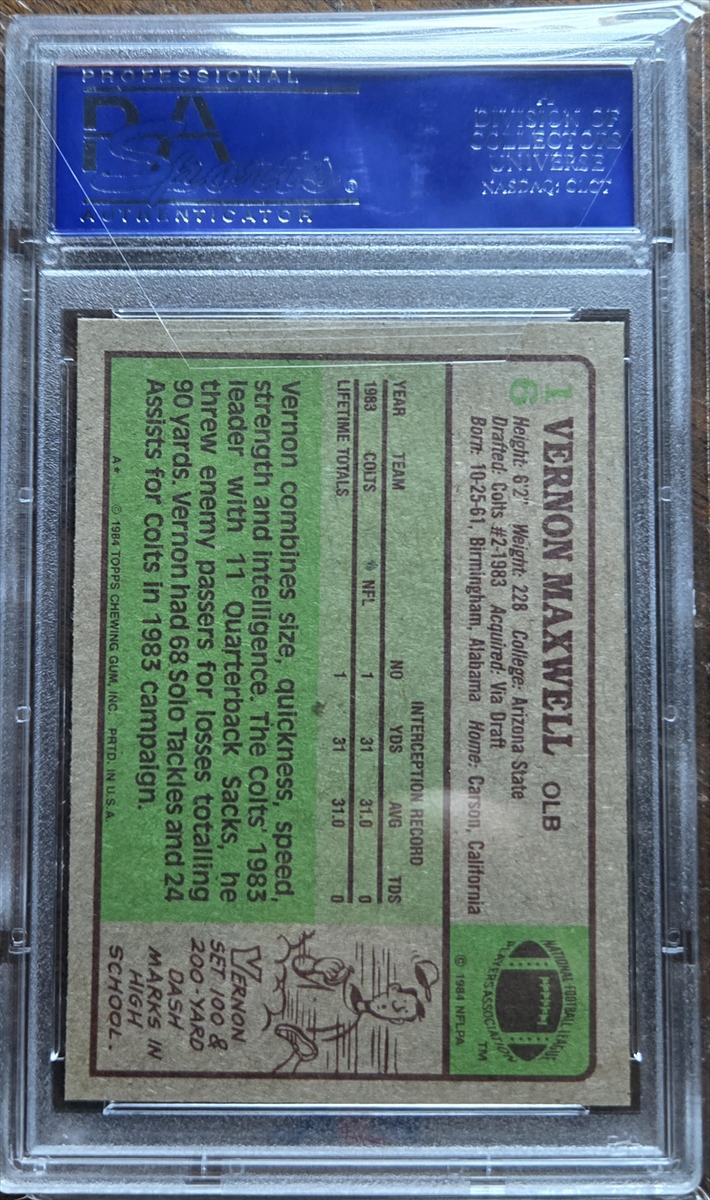 PROFESSIONAL
PSA
Sports
®
AUTHENTICATOR
A
DIVISION OF
COLLECTORS
UNIVERSE
NASDAQ: CLCT
16
VERNON MAXWELL OLB
Height: 6'2" Weight: 228 College: Arizona State
Drafted: Colts #2-1983 Acquired: Via Draft
Born: 10-25-61, Birmingham, Alabama Home: Carson, California
NATIONAL FOOTBALL LEAGUE
PLAYERS ASSOCIATION
TM
© 1984 NFLPA
INTERCEPTION RECORD
YEAR TEAM NO YDS AVG TDS
1983 COLTS NFL 1 31 31.0 0
LIFETIME TOTALS 1 31 31.0 0
Vernon combines size, quickness, speed,
strength and intelligence. The Colts' 1983
leader with 11 Quarterback Sacks, he
threw enemy passers for losses totalling
90 yards. Vernon had 68 Solo Tackles and 24
Assists for Colts in 1983 campaign.
A* © 1984 TOPPS CHEWING GUM, INC. PRTD. IN U.S.A.
VERNON
SET 100 &
200-YARD
DASH
MARKS IN
HIGH
SCHOOL.